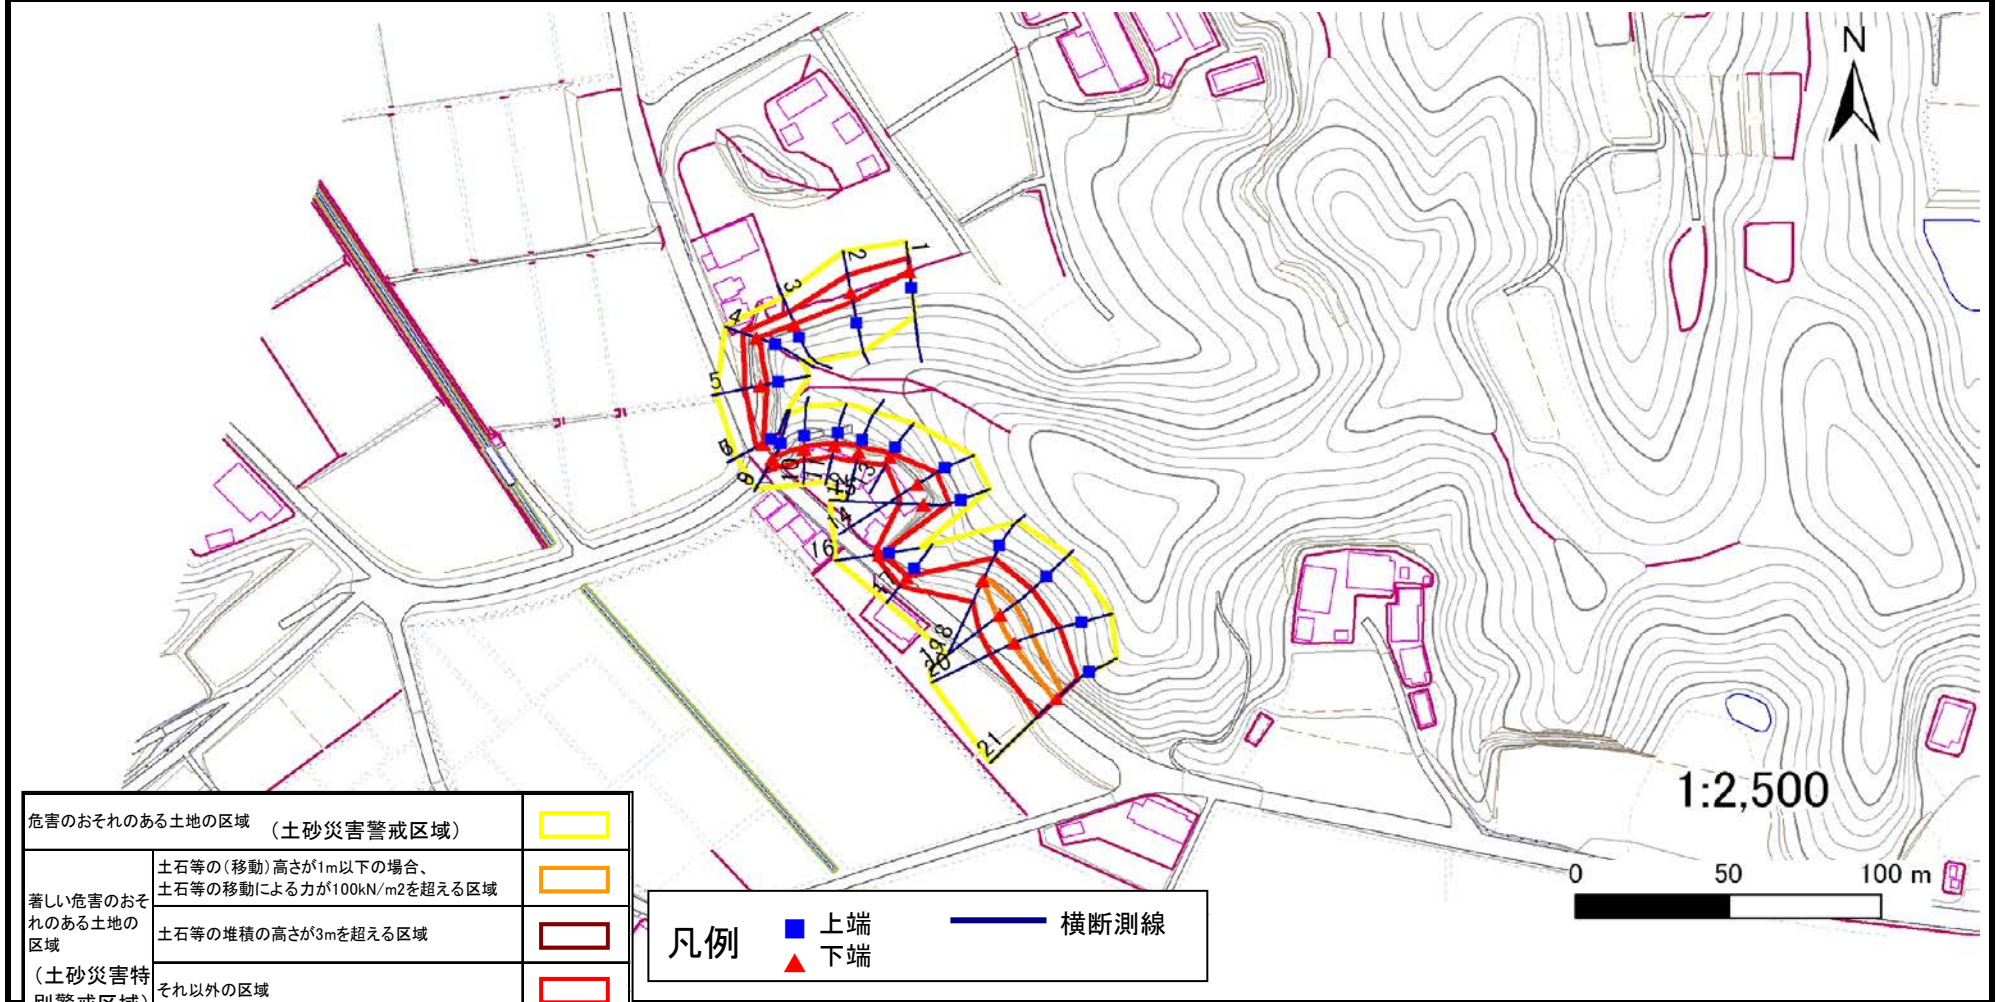 N
1
2
3
4
5
10
11
13
14
16
17
18
19
20
21
1:2,500
0 50 100 m
危害のおそれのある土地の区域 (土砂災害警戒区域)
著しい危害のおそ
れのある土地の
区域
(土砂災害特
別警戒区域)
土石等の(移動)高さが1m以下の場合、
土石等の移動による力が100kN/m2を超える区域
土石等の堆積の高さが3mを超える区域
それ以外の区域
凡例
上端
下端
横断測線